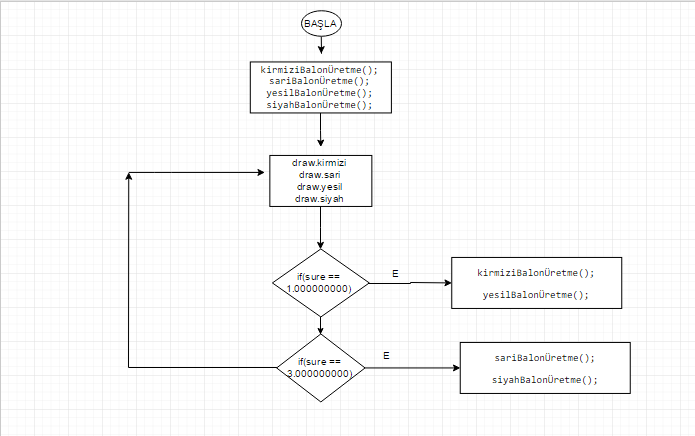 BAŞLA
kirmiziBalonÜretme();
sariBalonÜretme();
yesilBalonÜretme();
siyahBalonÜretme();
draw.kirmizi
draw.sari
draw.yesil
draw.siyah
if(sure ==
1.000000000)
E
kirmiziBalonÜretme();
yesilBalonÜretme();
if(sure ==
3.000000000)
E
sariBalonÜretme();
siyahBalonÜretme();